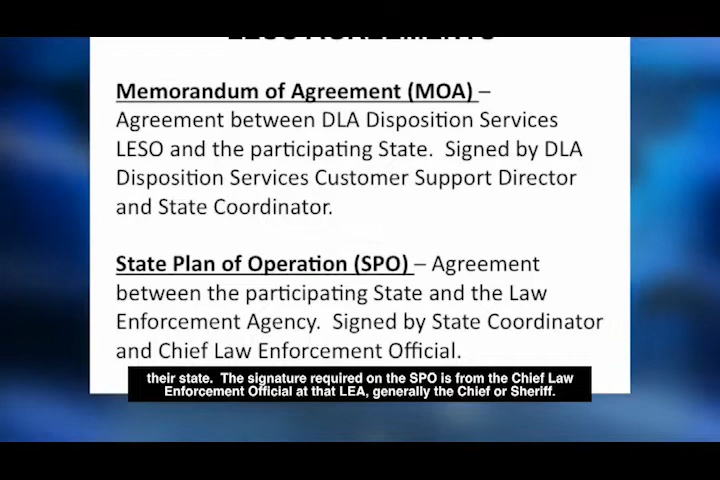 Memorandum of Agreement (MOA) –
Agreement between DLA Disposition Services
LESO and the participating State.  Signed by DLA
Disposition Services Customer Support Director
and State Coordinator.
State Plan of Operation (SPO) – Agreement
between the participating State and the Law
Enforcement Agency.  Signed by State Coordinator
and Chief Law Enforcement Official.
their state.  The signature required on the SPO is from the Chief Law
Enforcement Official at that LEA, generally the Chief or Sheriff.